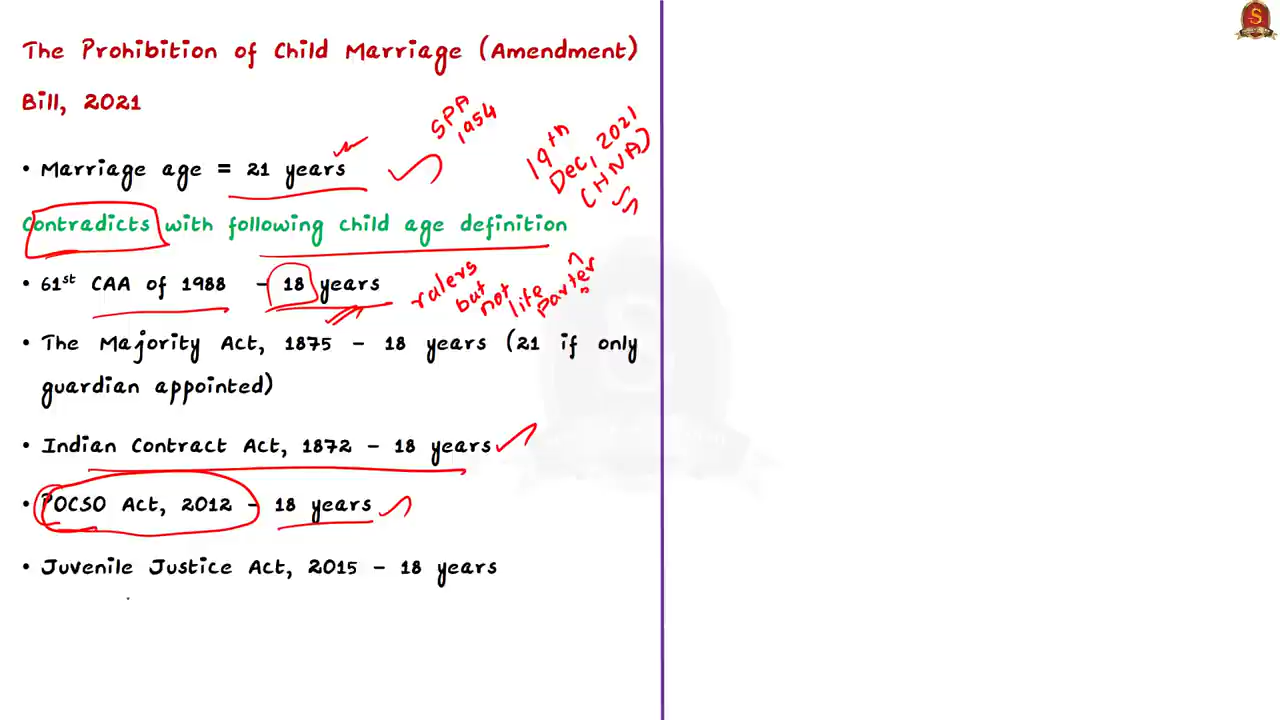 The Prohibition of Child Marriage (Amendment)
Bill, 2021
SPA
1954
19th
Dec, 2021
(HNA)
• Marriage age = 21 years
Contradicts with following child age definition
• 61st CAA of 1988 - 18 years
rulers
but
not
life
parter
• The Majority Act, 1875 - 18 years (21 if only
guardian appointed)
• Indian Contract Act, 1872 - 18 years
• POCSO Act, 2012 - 18 years
• Juvenile Justice Act, 2015 - 18 years
S